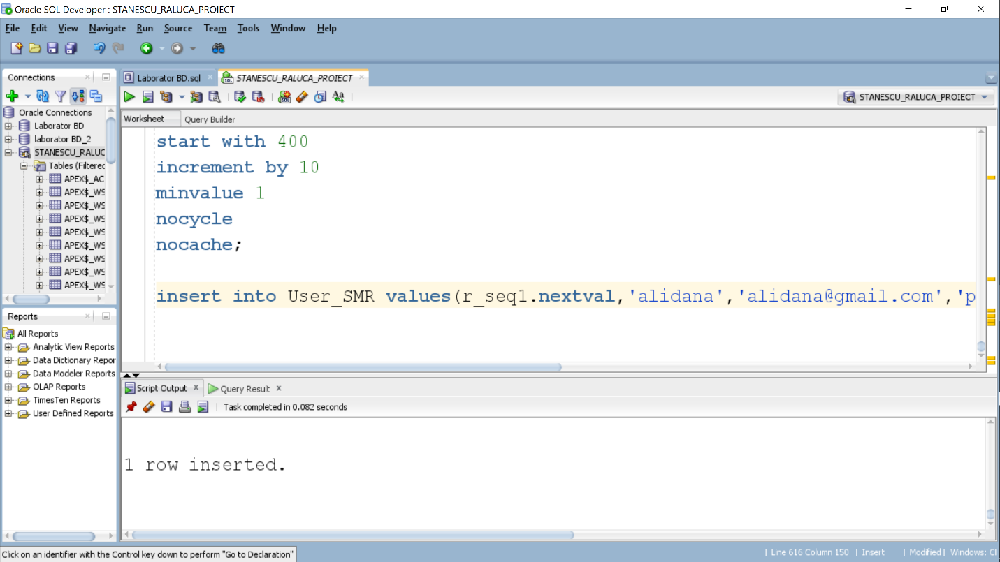 Oracle SQL Developer : STANESCU_RALUCA_PROIECT
File Edit View Navigate Run Source Team Tools Window Help
Connections
Oracle Connections
Laborator BD
laborator BD_2
STANESCU_RALUC
Tables (Filtered
APEX$_AC
APEX$_WS
APEX$_WS
APEX$_WS
APEX$_WS
APEX$_WS
APEX$_WS
APEX$_WS
APEX$_WS
Reports
All Reports
Analytic View Reports
Data Dictionary Repor
Data Modeler Reports
OLAP Reports
TimesTen Reports
User Defined Reports
Laborator BD.sql STANESCU_RALUCA_PROIECT
STANESCU_RALUCA_PROIECT
Worksheet Query Builder
start with 400
increment by 10
minvalue 1
nocycle
nocache;
insert into User_SMR values(r_seq1.nextval,'alidana','alidana@gmail.com','p
Script Output x Query Result x
Task completed in 0.082 seconds
1 row inserted.
Click on an identifier with the Control key down to perform "Go to Declaration"
| Line 616 Column 150 | Insert | Modified | Windows: Cl